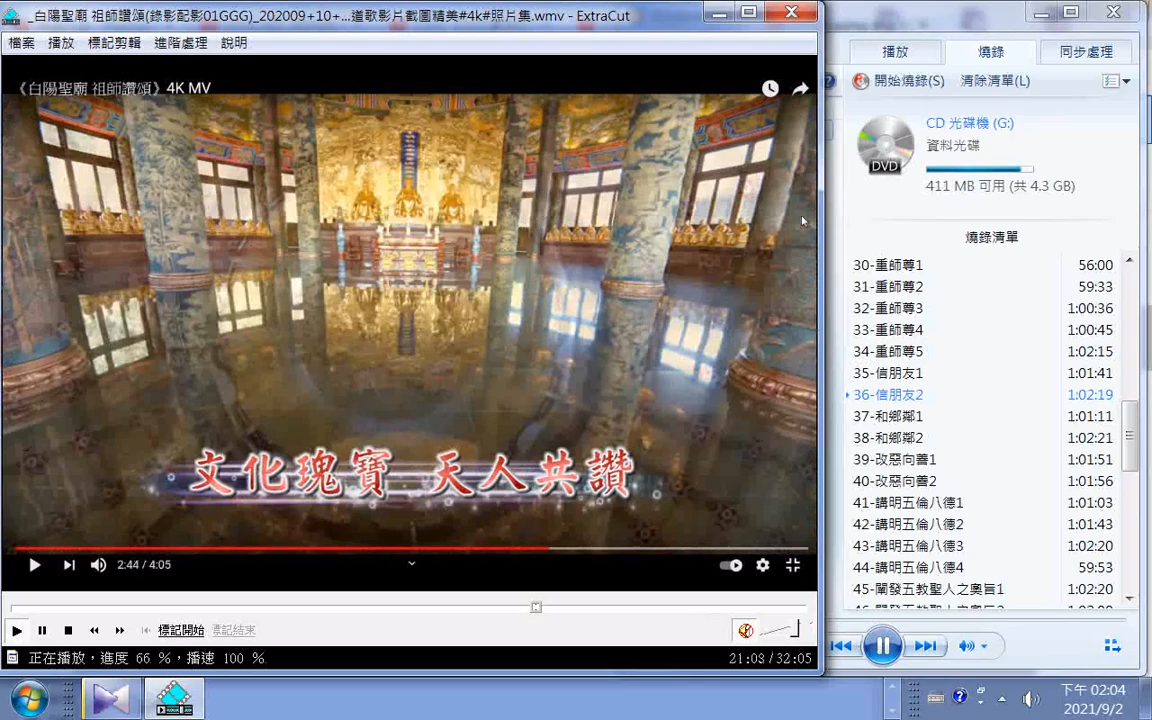 _白陽聖廟 祖師讚頌(錄影配影01GGG)_202009+10+...道歌影片截圖精美#4k#照片集.wmv - ExtraCut
檔案 播放 標記剪輯 進階處理 說明
《白陽聖廟 祖師讚頌》4K MV
文化瑰寶 天人共讚
2:44 / 4:05
標記開始 標記結束
正在播放，進度 66 %，播速 100 %
21:08 / 32:05
播放 燒錄 同步處理
開始燒錄(S) 清除清單(L)
CD 光碟機 (G:)
資料光碟
DVD
411 MB 可用 (共 4.3 GB)
燒錄清單
30-重師尊1 56:00
31-重師尊2 59:33
32-重師尊3 1:00:36
33-重師尊4 1:00:45
34-重師尊5 1:02:15
35-信朋友1 1:01:41
36-信朋友2 1:02:19
37-和鄉鄰1 1:01:11
38-和鄉鄰2 1:02:21
39-改惡向善1 1:01:51
40-改惡向善2 1:01:56
41-講明五倫八德1 1:01:03
42-講明五倫八德2 1:01:43
43-講明五倫八德3 1:02:20
44-講明五倫八德4 59:53
45-闡發五教聖人之奧旨1 1:02:20
下午 02:04
2021/9/2